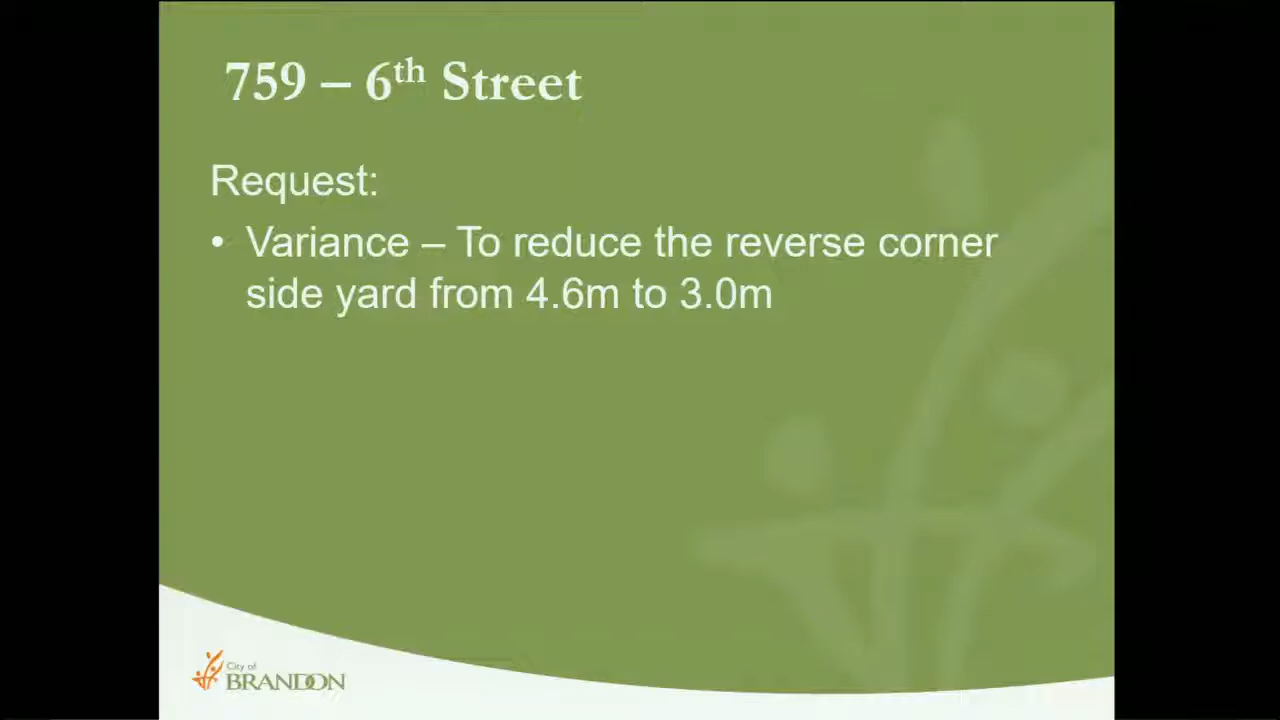 759 – 6th Street
Request:
• Variance – To reduce the reverse corner
side yard from 4.6m to 3.0m
City of
BRANDON